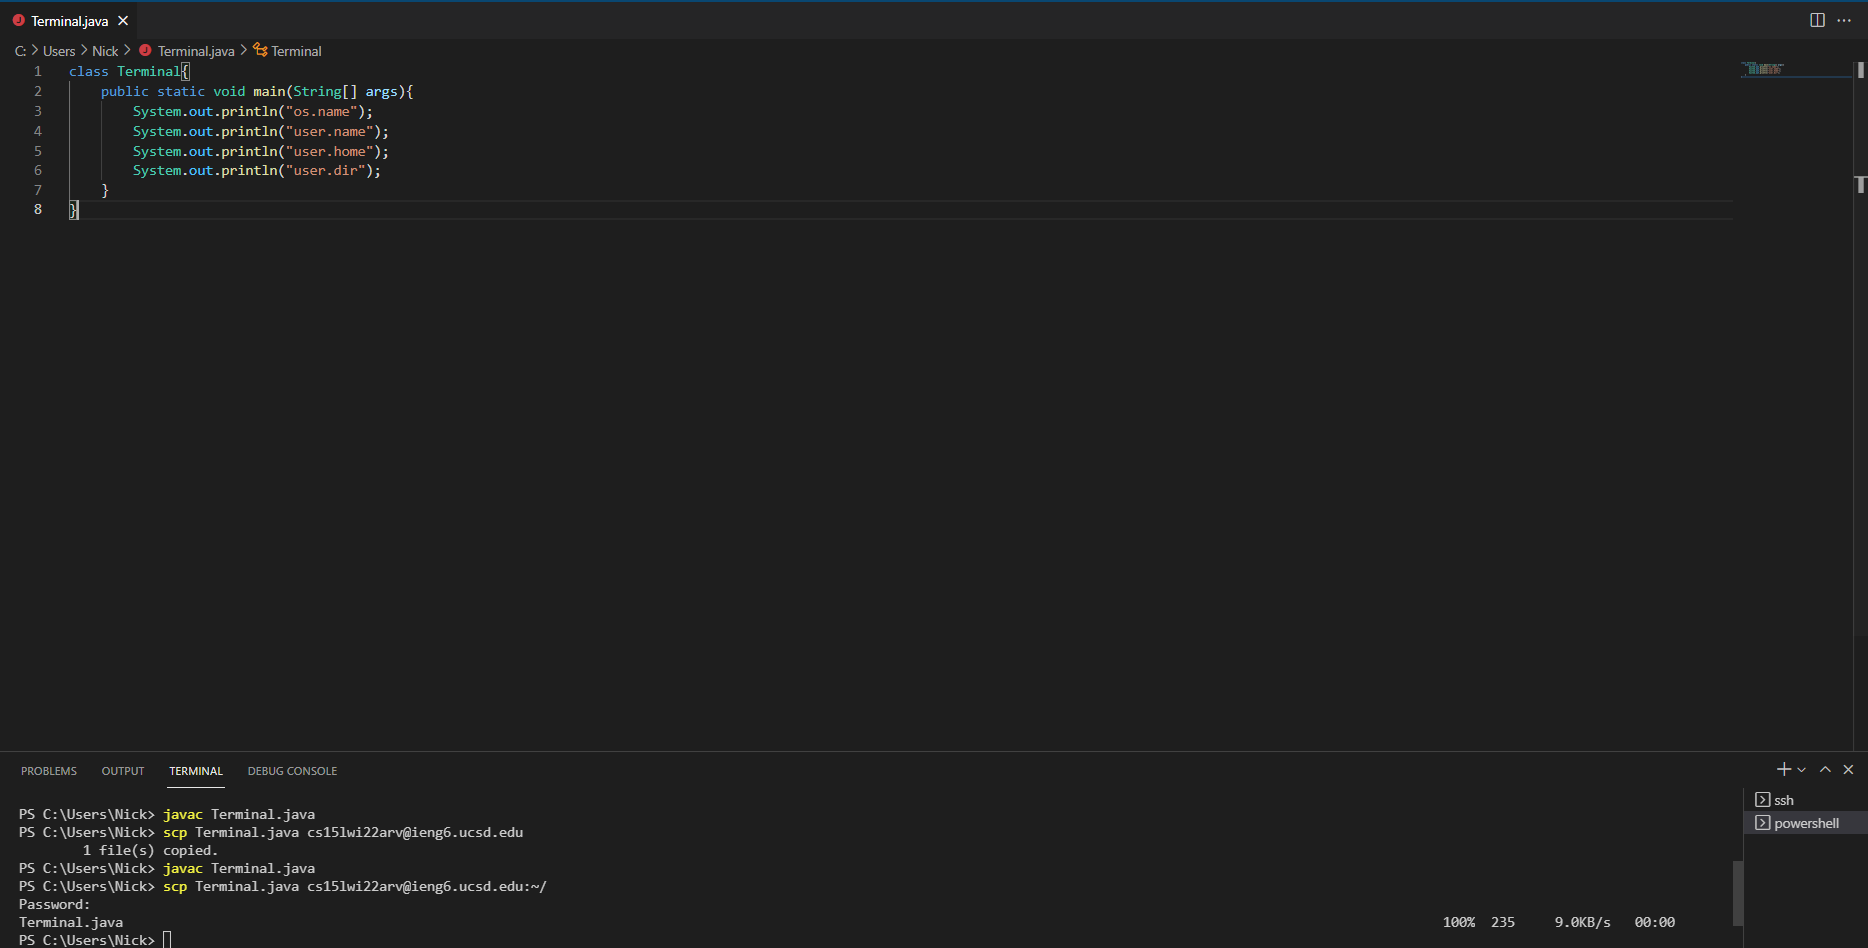 Terminal.java
C: > Users > Nick > Terminal.java > Terminal
1 class Terminal{
2 public static void main(String[] args){
3 System.out.println("os.name");
4 System.out.println("user.name");
5 System.out.println("user.home");
6 System.out.println("user.dir");
7 }
8 }
PROBLEMS OUTPUT TERMINAL DEBUG CONSOLE
PS C:\Users\Nick> javac Terminal.java
PS C:\Users\Nick> scp Terminal.java cs15lwi22arv@ieng6.ucsd.edu
1 file(s) copied.
PS C:\Users\Nick> javac Terminal.java
PS C:\Users\Nick> scp Terminal.java cs15lwi22arv@ieng6.ucsd.edu:~/
Password:
Terminal.java 100% 235 9.0KB/s 00:00
PS C:\Users\Nick>
ssh
powershell